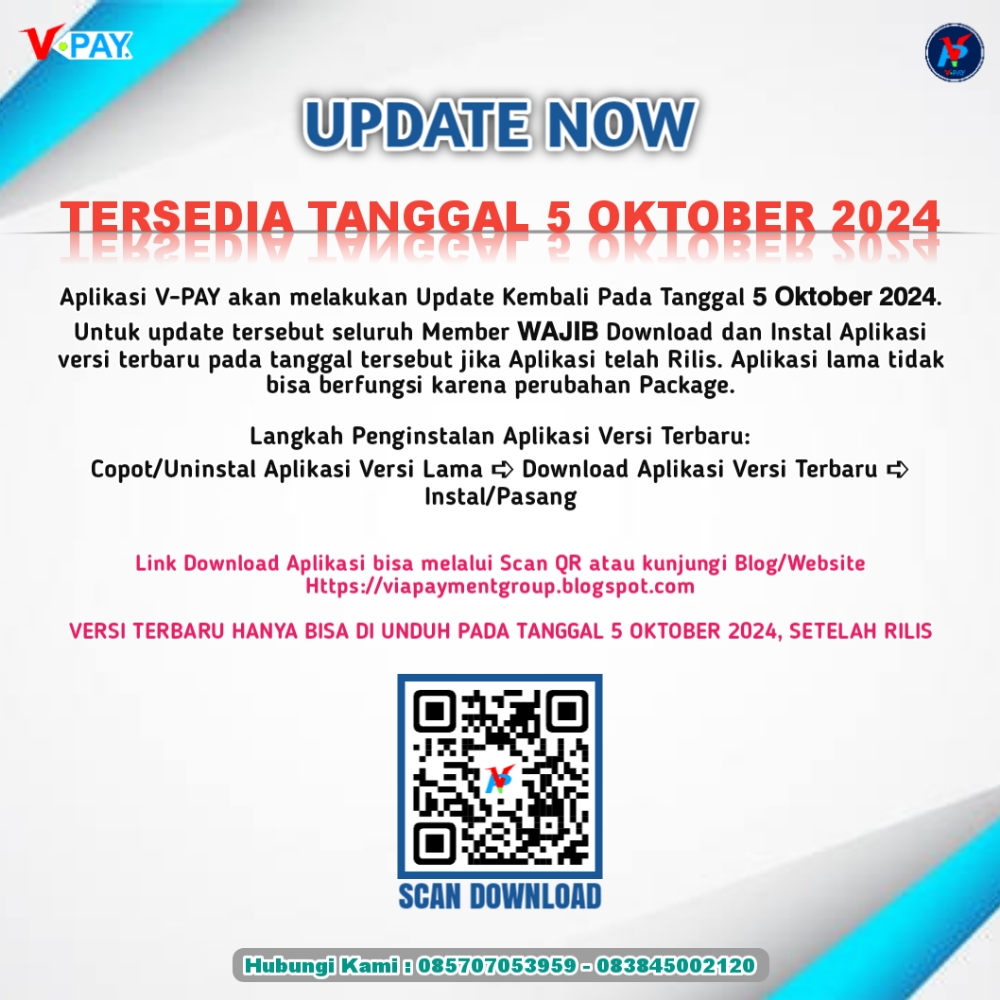 V-PAY.
V-PAY
UPDATE NOW
TERSEDIA TANGGAL 5 OKTOBER 2024
Aplikasi V-PAY akan melakukan Update Kembali Pada Tanggal 5 Oktober 2024.
Untuk update tersebut seluruh Member WAJIB Download dan Instal Aplikasi
versi terbaru pada tanggal tersebut jika Aplikasi telah Rilis. Aplikasi lama tidak
bisa berfungsi karena perubahan Package.
Langkah Penginstalan Aplikasi Versi Terbaru:
Copot/Uninstal Aplikasi Versi Lama ➪ Download Aplikasi Versi Terbaru ➪
Instal/Pasang
Link Download Aplikasi bisa melalui Scan QR atau kunjungi Blog/Website
Https://viapaymentgroup.blogspot.com
VERSI TERBARU HANYA BISA DI UNDUH PADA TANGGAL 5 OKTOBER 2024, SETELAH RILIS
SCAN DOWNLOAD
Hubungi Kami : 085707053959 - 083845002120